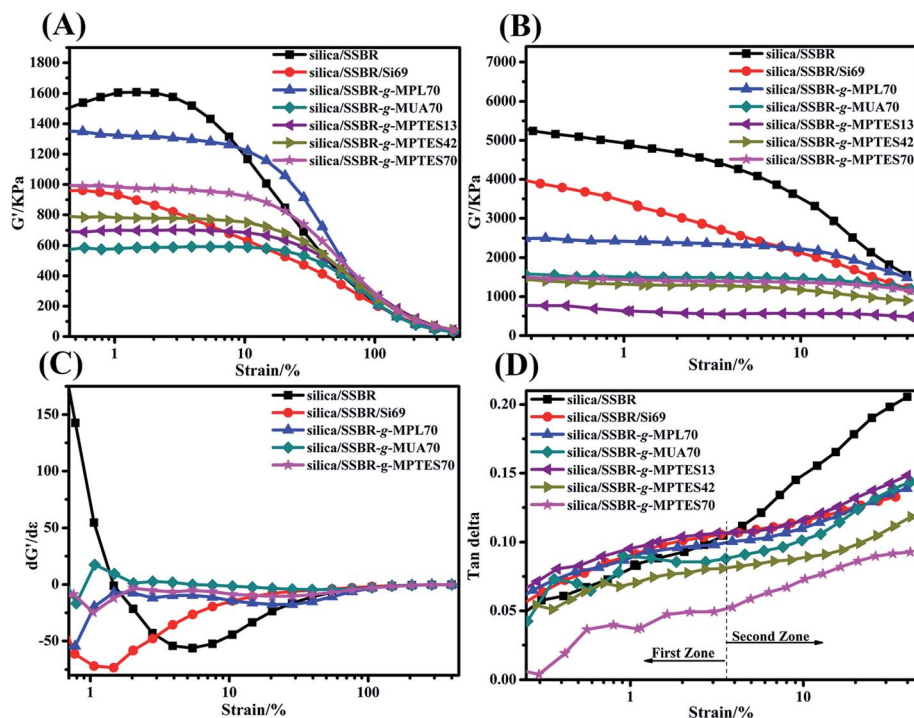 (A)
1800
1600
1400
1200
1000
800
600
400
200
0
G'/KPa
1
10
100
Strain/%
silica/SSBR
silica/SSBR/Si69
silica/SSBR-g-MPL70
silica/SSBR-g-MUA70
silica/SSBR-g-MPTES13
silica/SSBR-g-MPTES42
silica/SSBR-g-MPTES70
(B)
7000
6000
5000
4000
3000
2000
1000
0
G'/KPa
1
10
Strain/%
silica/SSBR
silica/SSBR/Si69
silica/SSBR-g-MPL70
silica/SSBR-g-MUA70
silica/SSBR-g-MPTES13
silica/SSBR-g-MPTES42
silica/SSBR-g-MPTES70
(C)
150
100
50
0
-50
dG'/dε
1
10
100
Strain/%
silica/SSBR
silica/SSBR/Si69
silica/SSBR-g-MPL70
silica/SSBR-g-MUA70
silica/SSBR-g-MPTES70
(D)
0.20
0.15
0.10
0.05
0.00
Tan delta
1
10
Strain/%
silica/SSBR
silica/SSBR/Si69
silica/SSBR-g-MPL70
silica/SSBR-g-MUA70
silica/SSBR-g-MPTES13
silica/SSBR-g-MPTES42
silica/SSBR-g-MPTES70
First Zone
Second Zone